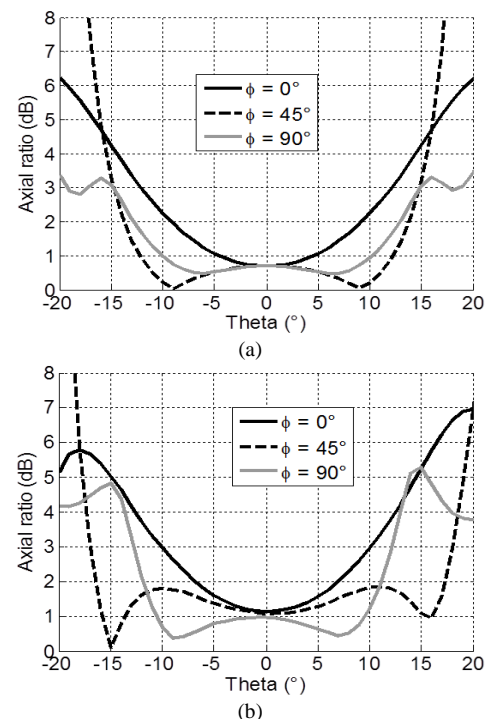 8
7
6
5
4
3
2
1
0
Axial ratio (dB)
ϕ = 0°
ϕ = 45°
ϕ = 90°
-20 -15 -10 -5 0 5 10 15 20
Theta (°)
(a)
8
7
6
5
4
3
2
1
0
Axial ratio (dB)
ϕ = 0°
ϕ = 45°
ϕ = 90°
-20 -15 -10 -5 0 5 10 15 20
Theta (°)
(b)